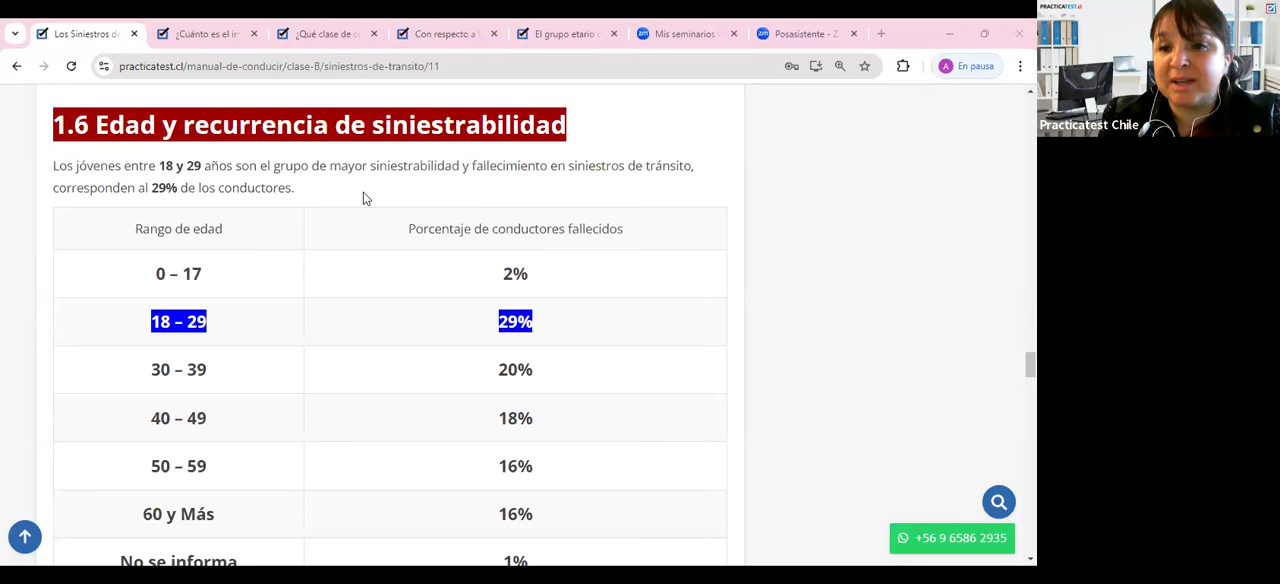 Los Siniestros de
¿Cuánto es el ir
¿Qué clase de c
Con respecto a
El grupo etario c
Mis seminarios
Posasistente - Z
practicatest.cl/manual-de-conducir/clase-B/siniestros-de-transito/11
A
En pausa
PRACTICATEST.cl
Practicatest Chile
1.6 Edad y recurrencia de siniestrabilidad
Los jóvenes entre 18 y 29 años son el grupo de mayor siniestrabilidad y fallecimiento en siniestros de tránsito,
corresponden al 29% de los conductores.
Rango de edad Porcentaje de conductores fallecidos
0 – 17 2%
18 – 29 29%
30 – 39 20%
40 – 49 18%
50 – 59 16%
60 y Más 16%
No se informa 1%
+56 9 6586 2935